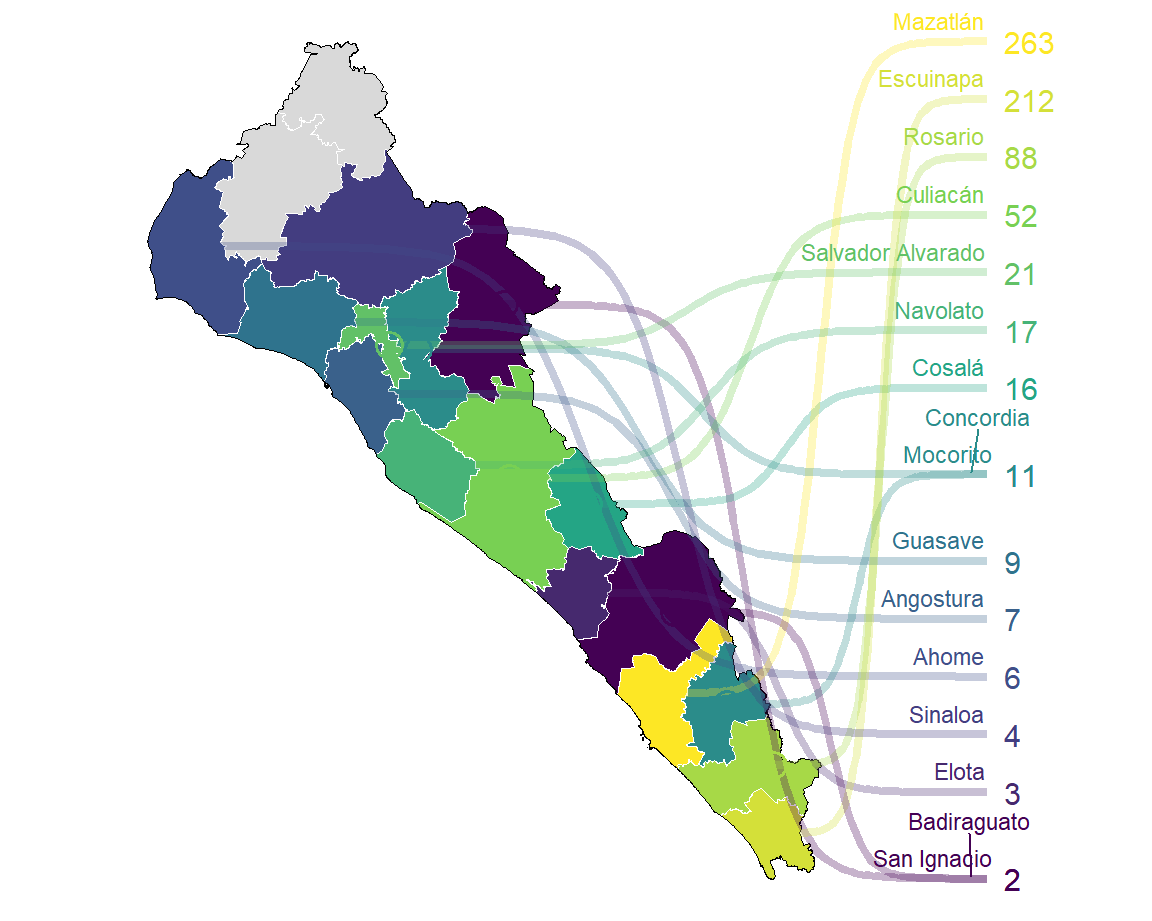 Mazatlán
263
Escuinapa
212
Rosario
88
Culiacán
52
Salvador Alvarado
21
Navolato
17
Cosalá
16
Concordia
Mocorito
11
Guasave
9
Angostura
7
Ahome
6
Sinaloa
4
Elota
3
Badiraguato
San Ignacio
2